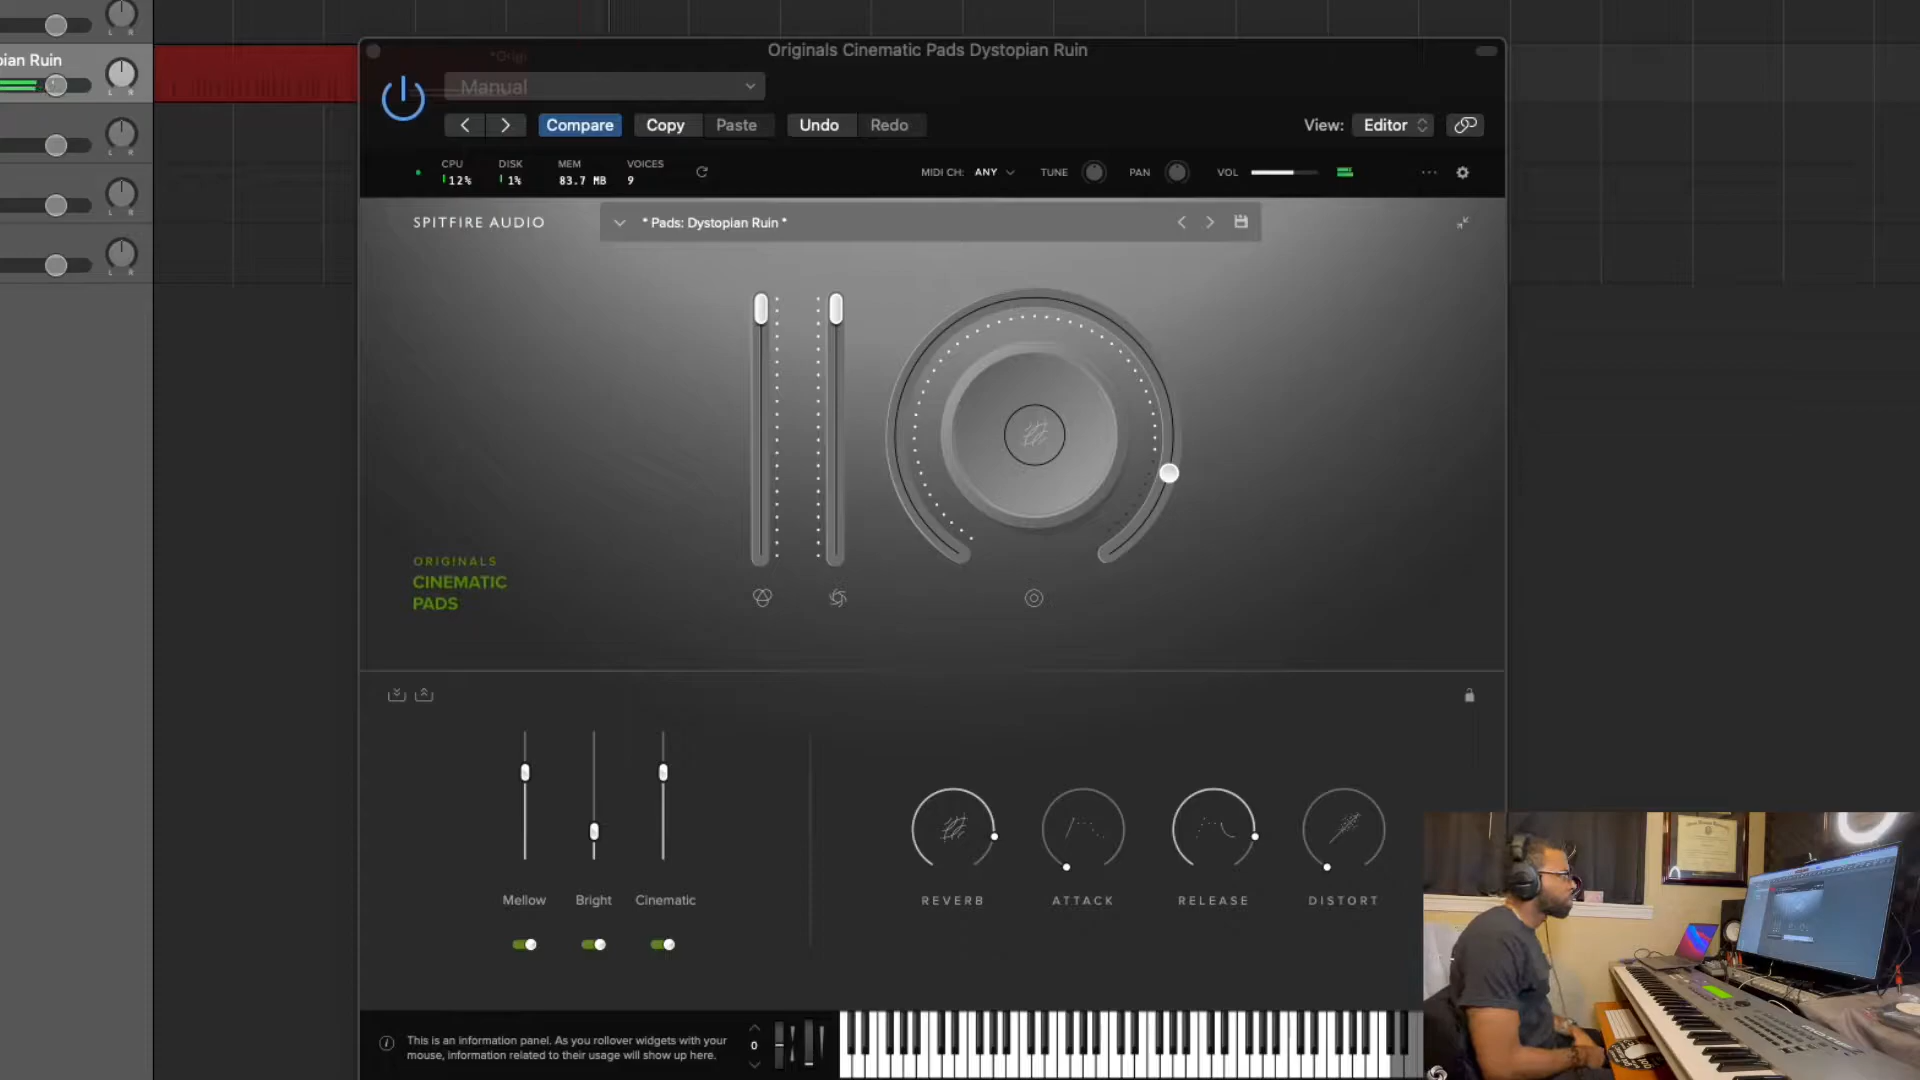 pian Ruin
Originals Cinematic Pads Dystopian Ruin
Manual
Compare
Copy
Paste
Undo
Redo
View:
Editor
CPU
12%
DISK
1%
MEM
83.7 MB
VOICES
9
MIDI CH:
ANY
TUNE
PAN
VOL
SPITFIRE AUDIO
* Pads: Dystopian Ruin *
ORIGINALS
CINEMATIC
PADS
Mellow
Bright
Cinematic
REVERB
ATTACK
RELEASE
DISTORT
This is an information panel. As you rollover widgets with your
mouse, information related to their usage will show up here.
0